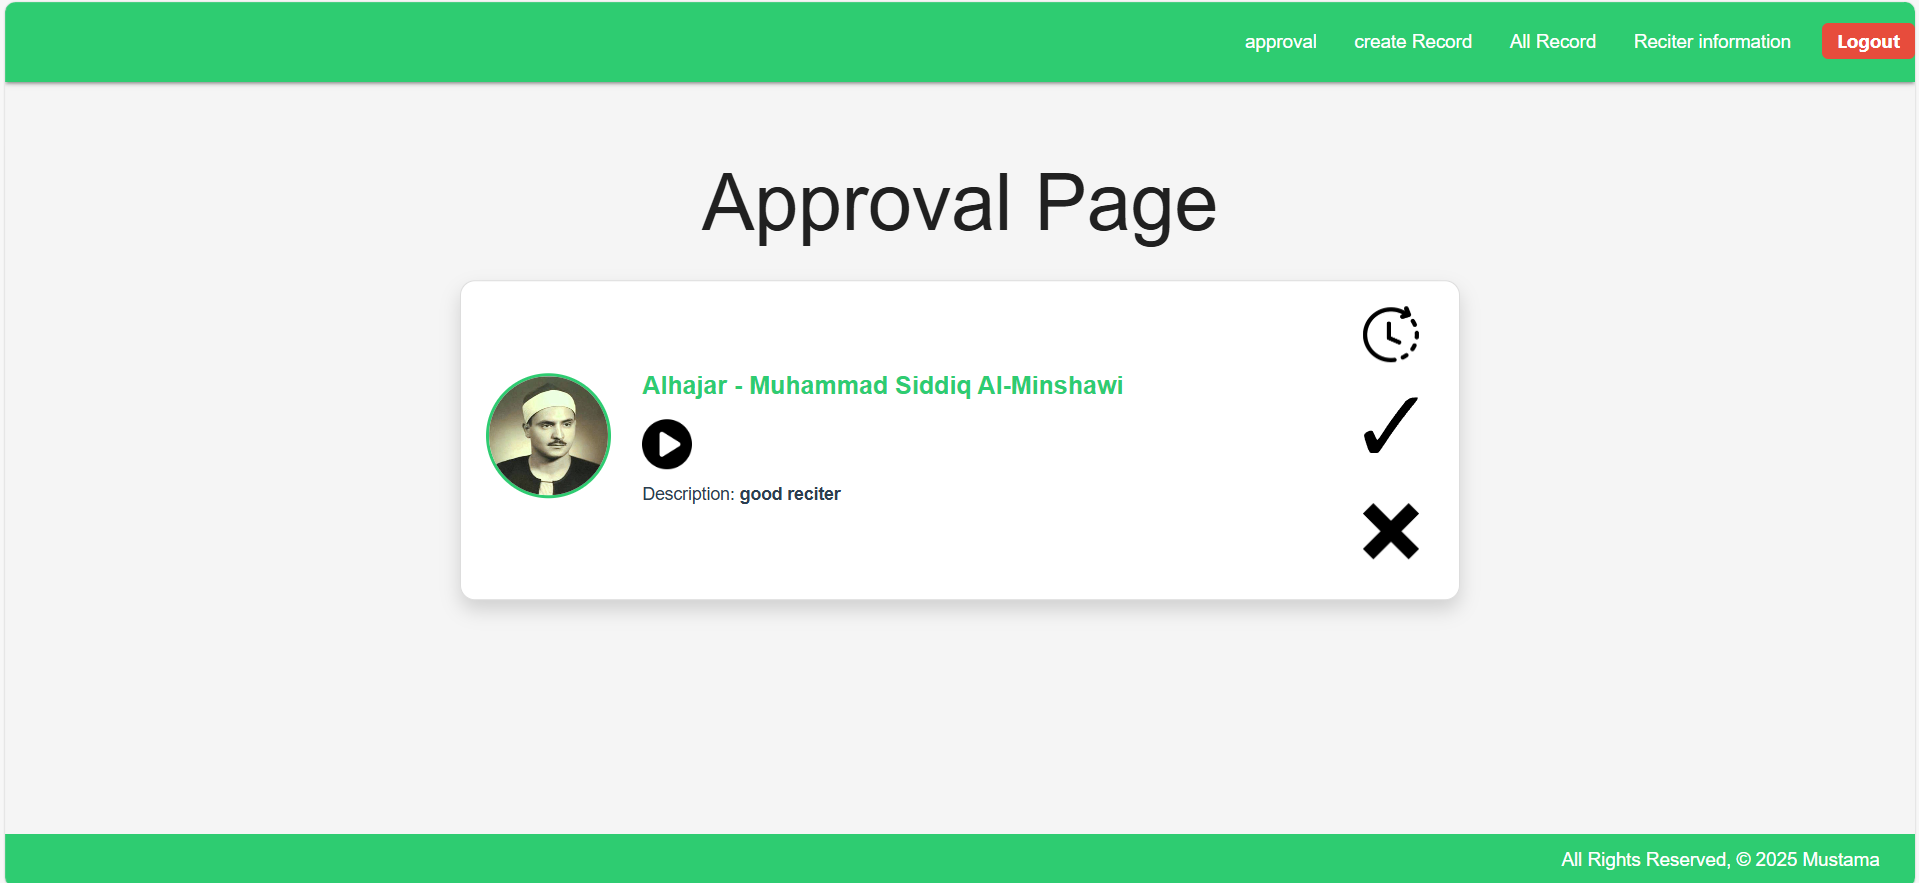 approval create Record All Record Reciter information Logout
Approval Page
Alhajar - Muhammad Siddiq Al-Minshawi
Description: good reciter
All Rights Reserved, © 2025 Mustama